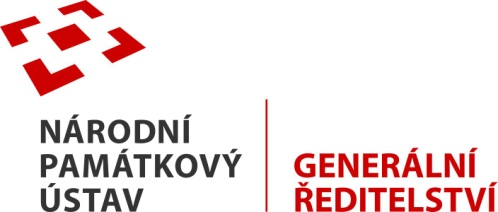 NÁRODNÍ
PAMÁTKOVÝ
ÚSTAV
GENERÁLNÍ
ŘEDITELSTVÍ